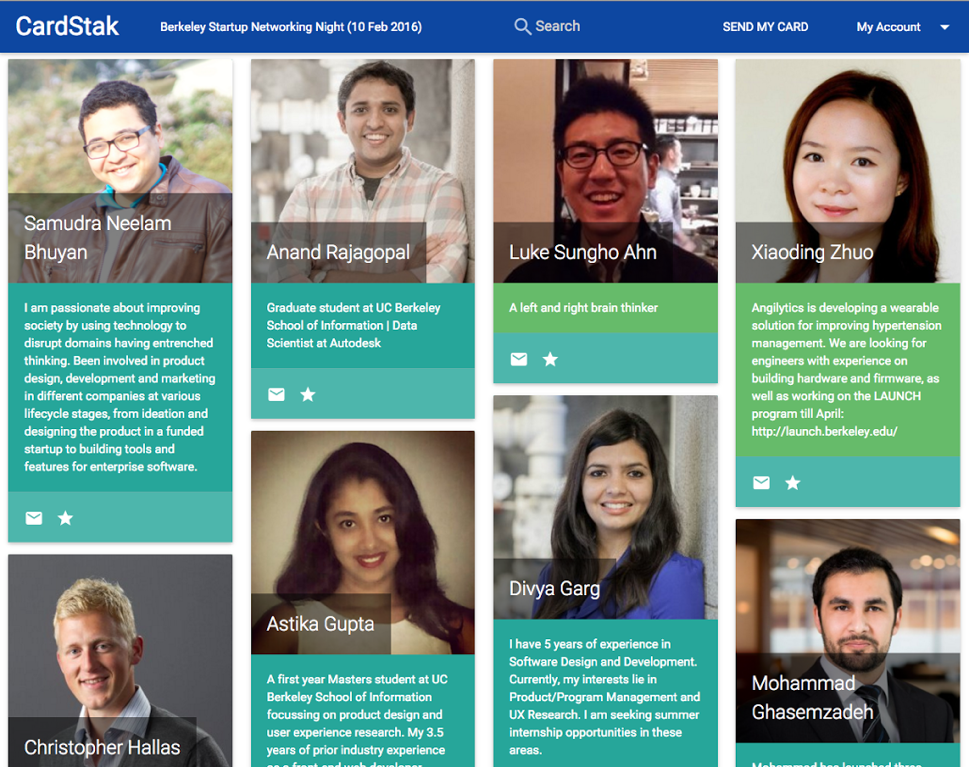 CardStak
Berkeley Startup Networking Night (10 Feb 2016)
Search
SEND MY CARD
My Account
Samudra Neelam
Bhuyan
I am passionate about improving
society by using technology to
disrupt domains having entrenched
thinking. Been involved in product
design, development and marketing
in different companies at various
lifecycle stages, from ideation and
designing the product in a funded
startup to building tools and
features for enterprise software.
Christopher Hallas
Anand Rajagopal
Graduate student at UC Berkeley
School of Information | Data
Scientist at Autodesk
Astika Gupta
A first year Masters student at UC
Berkeley School of Information
focussing on product design and
user experience research. My 3.5
years of prior industry experience
as a front end web developer
Luke Sungho Ahn
A left and right brain thinker
Divya Garg
I have 5 years of experience in
Software Design and Development.
Currently, my interests lie in
Product/Program Management and
UX Research. I am seeking summer
internship opportunities in these
areas.
Xiaoding Zhuo
Angilytics is developing a wearable
solution for improving hypertension
management. We are looking for
engineers with experience on
building hardware and firmware, as
well as working on the LAUNCH
program till April:
http://launch.berkeley.edu/
Mohammad
Ghasemzadeh
Mohammad has launched three